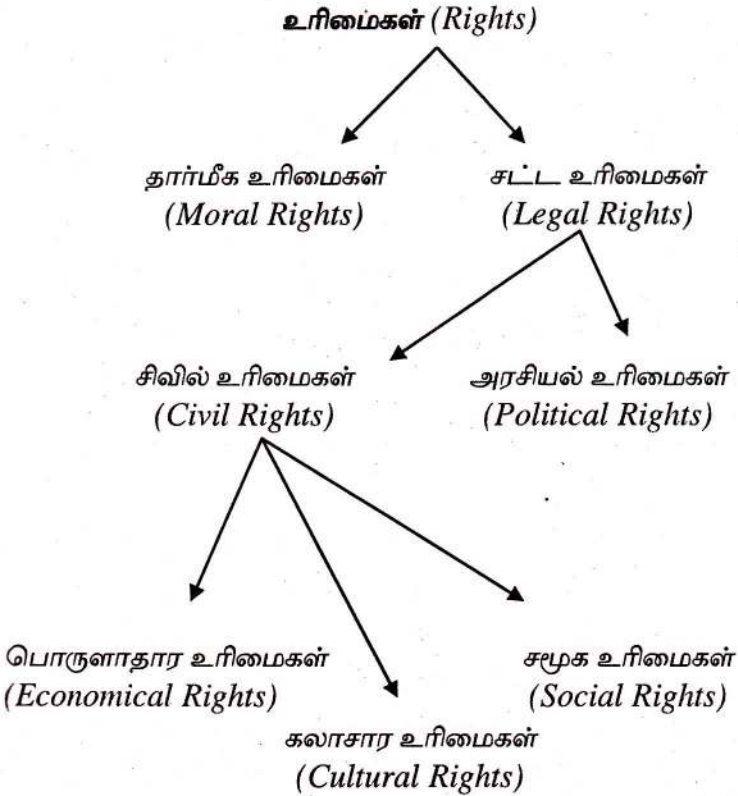 உரிமைகள் (Rights)
தார்மீக உரிமைகள்
(Moral Rights)
சட்ட உரிமைகள்
(Legal Rights)
சிவில் உரிமைகள்
(Civil Rights)
அரசியல் உரிமைகள்
(Political Rights)
பொருளாதார உரிமைகள்
(Economical Rights)
சமூக உரிமைகள்
(Social Rights)
கலாசார உரிமைகள்
(Cultural Rights)